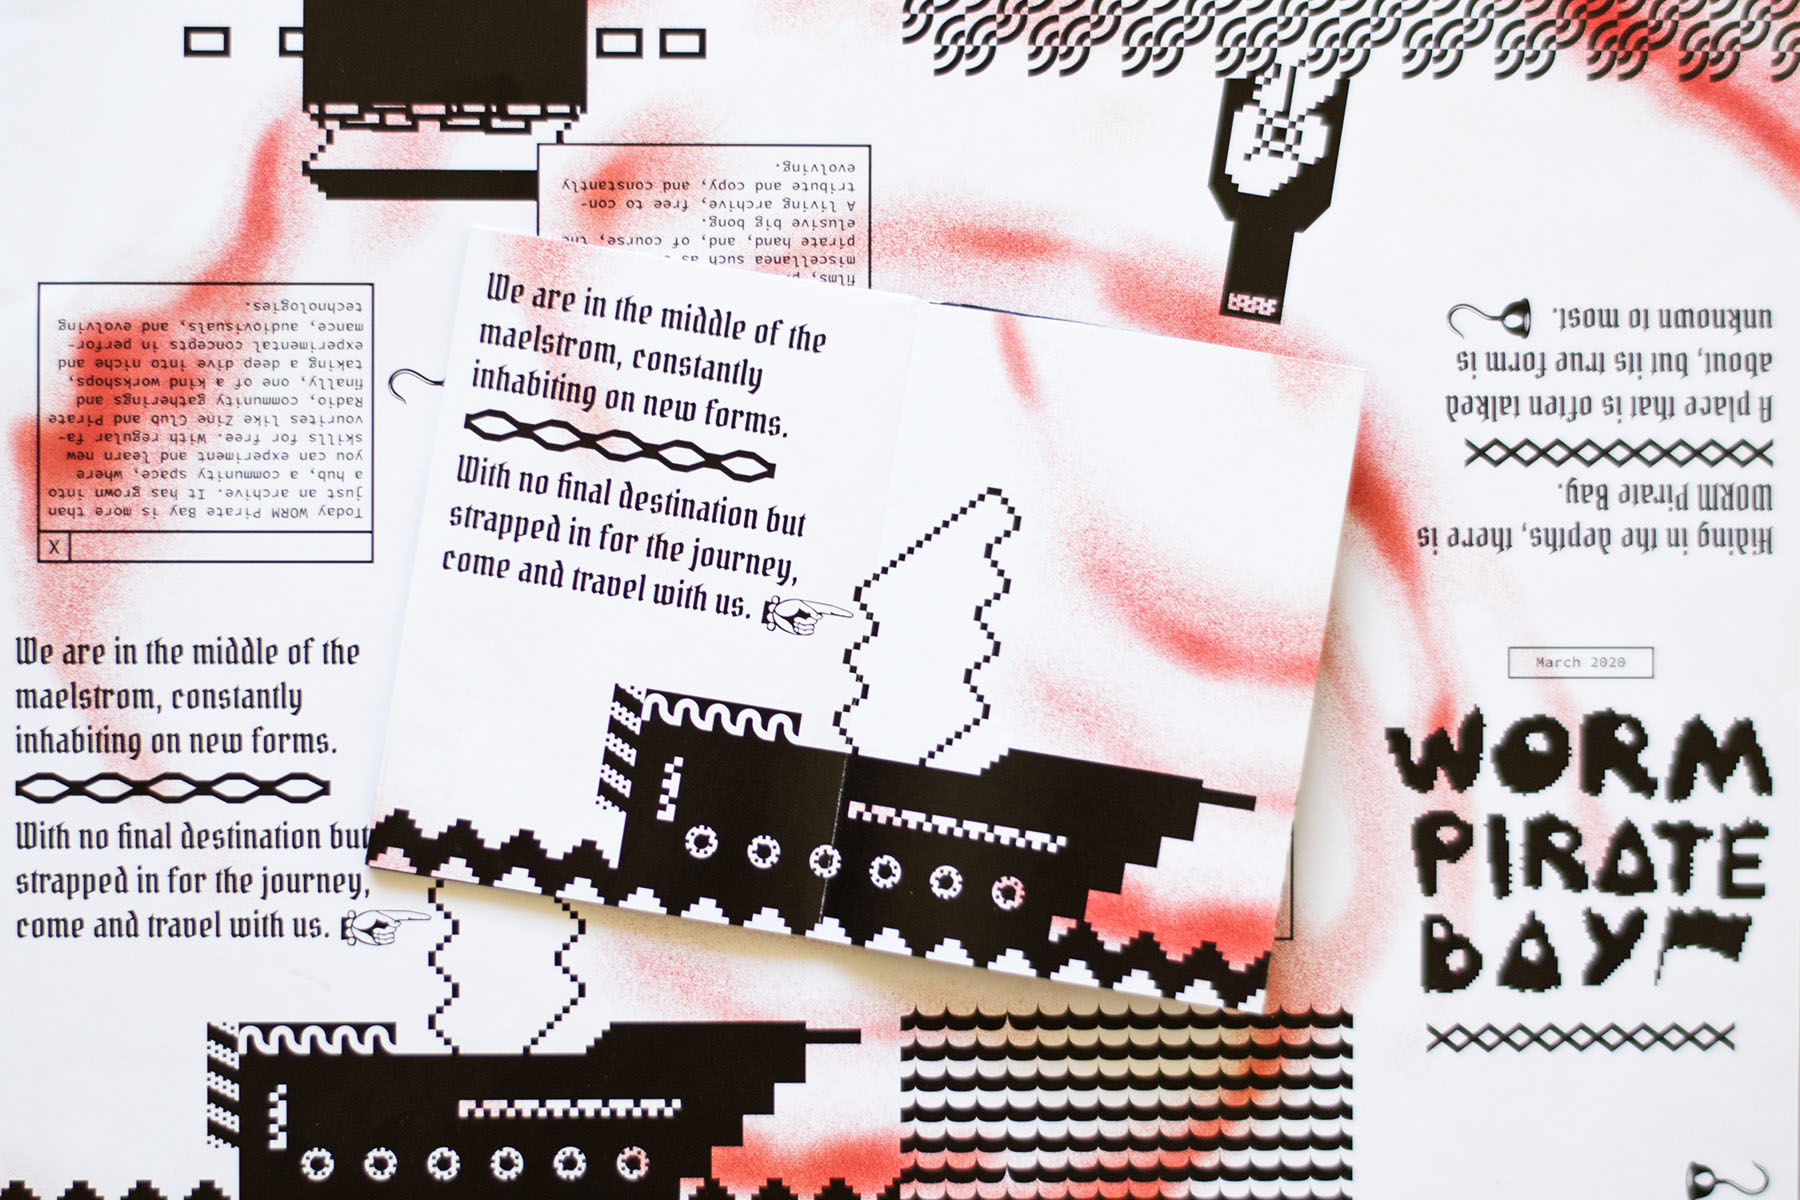 evolving.
tribute and copy, and constantly
A living archive, free to con-
elusive big bong.
pirate hand, and, of course, the
miscellanea such as
films,
technologies.
mance, audiovisuals, and evolving
experimental concepts in perfor-
taking a deep dive into niche and
finally, one of a kind workshops,
Radio, community gatherings and
vourites like Zine Club and Pirate
skills for free. With regular fa-
you can experiment and learn new
a hub, a community space, where
just an archive. It has grown into
Today WORM Pirate Bay is more than
X
We are in the middle of the
maelstrom, constantly
inhabiting on new forms.
With no final destination but
strapped in for the journey,
come and travel with us.
We are in the middle of the
maelstrom, constantly
inhabiting on new forms.
With no final destination but
strapped in for the journey,
come and travel with us.
Hiding in the depths, there is
WORM Pirate Bay.
A place that is often talked
about, but its true form is
unknown to most.
March 2020
WORM
PIRATE
BAY